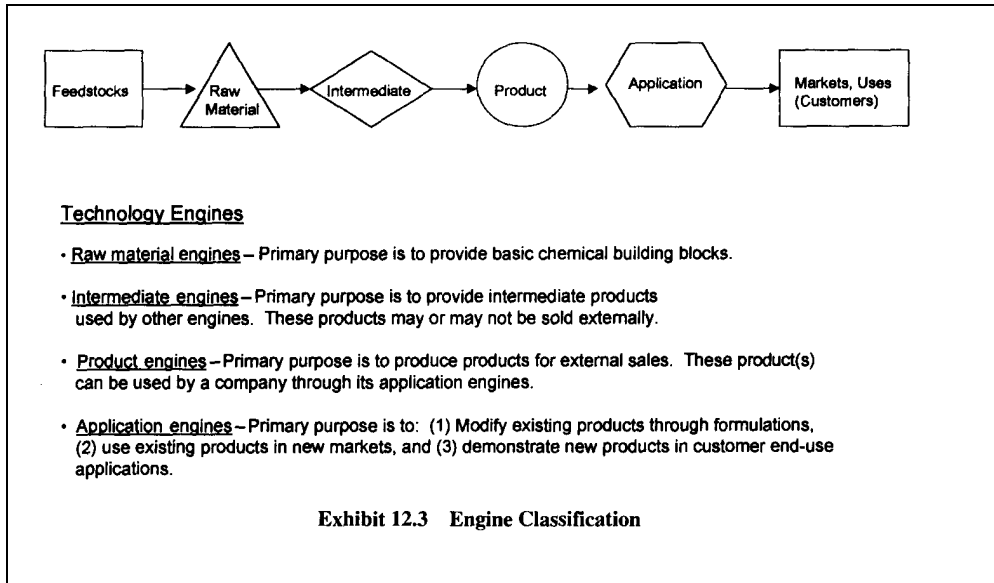 Feedstocks
Raw
Material
Intermediate
Product
Application
Markets, Uses
(Customers)
Technology Engines
• Raw material engines – Primary purpose is to provide basic chemical building blocks.
• Intermediate engines – Primary purpose is to provide intermediate products
used by other engines. These products may or may not be sold externally.
• Product engines – Primary purpose is to produce products for external sales. These product(s)
can be used by a company through its application engines.
• Application engines – Primary purpose is to: (1) Modify existing products through formulations,
(2) use existing products in new markets, and (3) demonstrate new products in customer end-use
applications.
Exhibit 12.3 Engine Classification